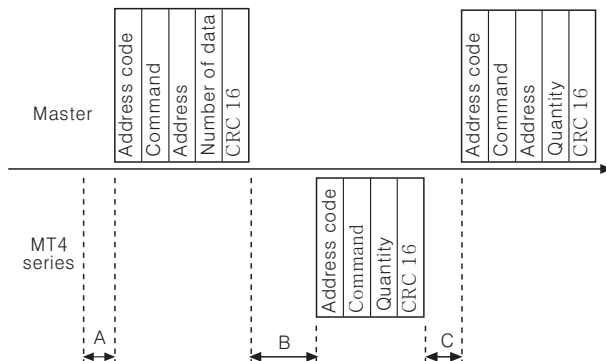 Master
Address code
Command
Address
Number of data
CRC 16
Address code
Command
Address
Quantity
CRC 16
MT4
series
Address code
Command
Quantity
CRC 16
A
B
C